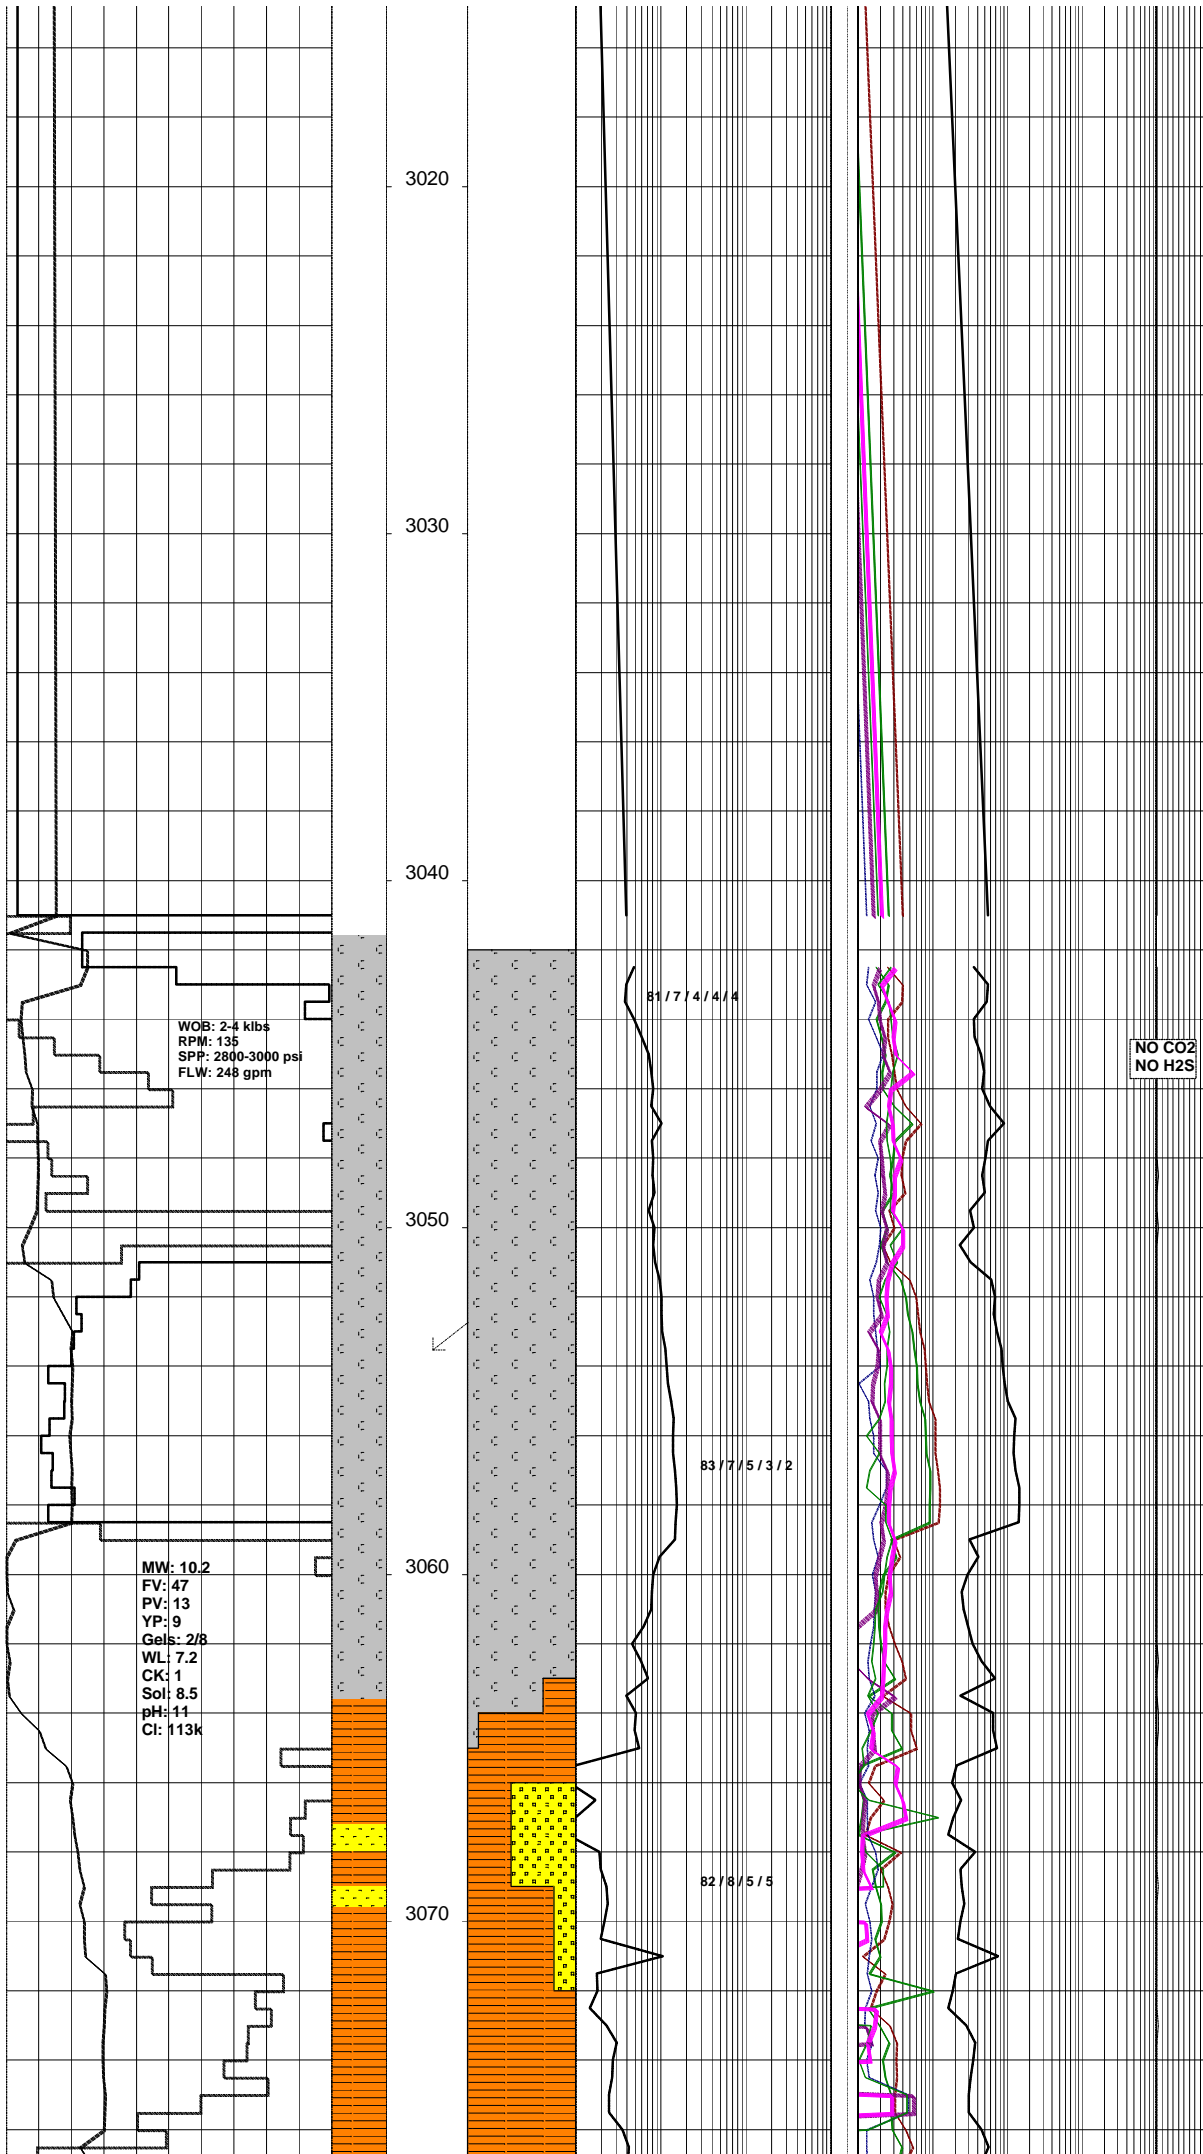 3020
3030
3040
81 / 7 / 4 / 4 / 4
WOB: 2-4 klbs
RPM: 135
SPP: 2800-3000 psi
FLW: 248 gpm
NO CO2
NO H2S
3050
83 / 7 / 5 / 3 / 2
3060
MW: 10.2
FV: 47
PV: 13
YP: 9
Gels: 2/8
WL: 7.2
CK: 1
Sol: 8.5
pH: 11
Cl: 113k
82 / 8 / 5 / 5
3070